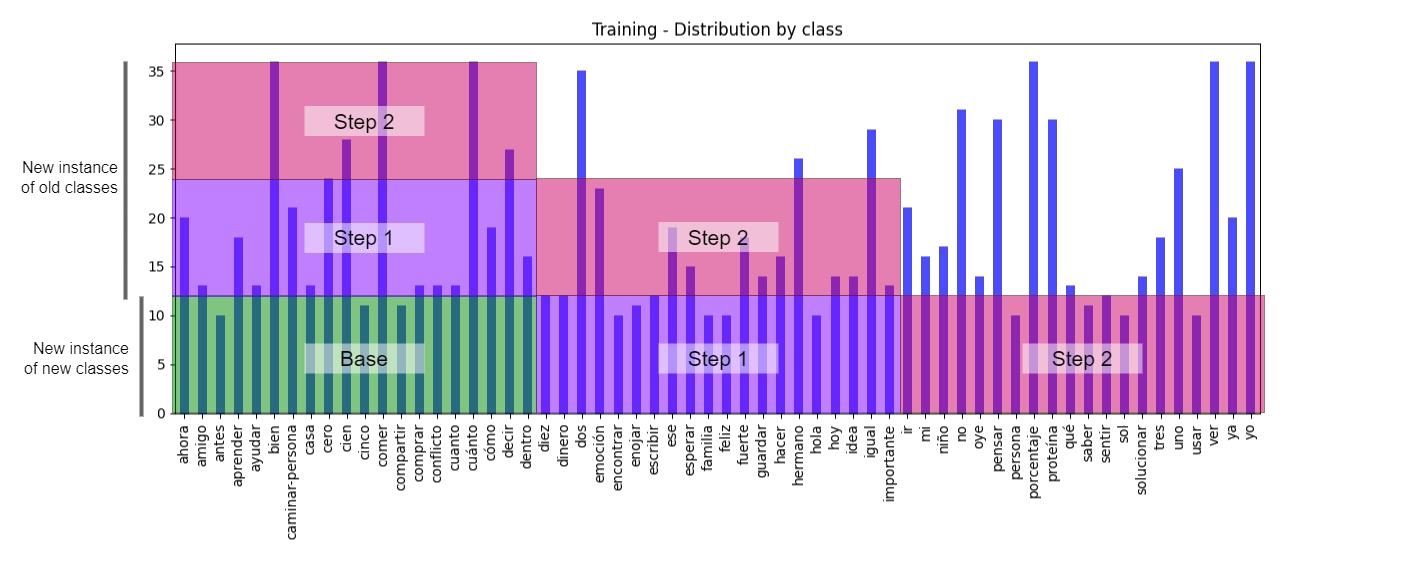 Training - Distribution by class
35
30
25
20
15
10
5
0
New instance
of old classes
New instance
of new classes
Step 2
Step 1
Base
Step 2
Step 1
Step 2
ahora
amigo
antes
aprender
ayudar
bien
caminar-persona
casa
cero
cien
cinco
comer
compartir
comprar
conflicto
cuanto
cuánto
cómo
decir
dentro
diez
dinero
dos
emoción
encontrar
enojar
escribir
ese
esperar
familia
feliz
fuerte
guardar
hacer
hermano
hola
hoy
idea
igual
importante
ir
mi
niño
no
oye
pensar
persona
porcentaje
proteína
qué
saber
sentir
sol
solucionar
tres
uno
usar
ver
ya
yo